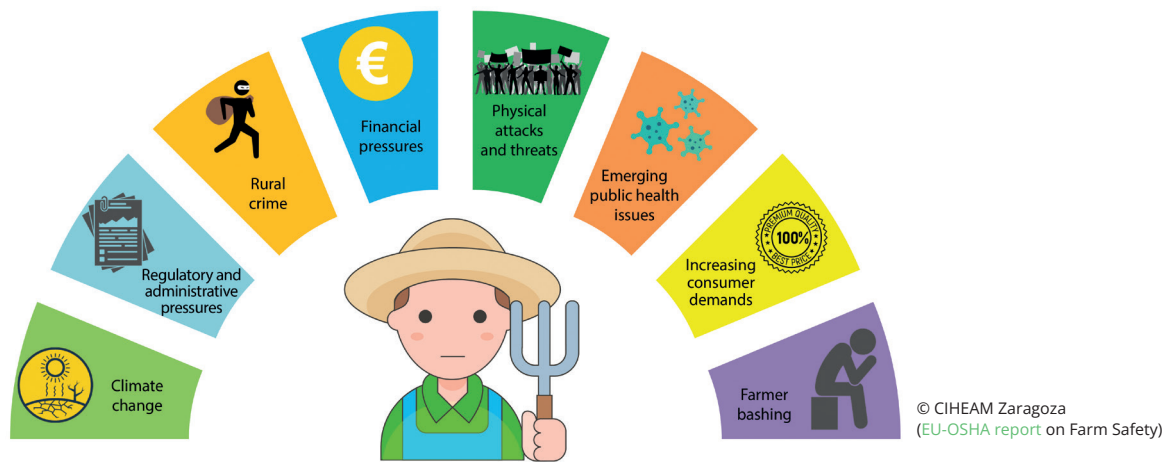 Climate
change
Regulatory and
administrative
pressures
Rural
crime
€
Financial
pressures
Physical
attacks
and threats
Emerging
public health
issues
PREMIUM QUALITY
100%
BEST PRICE
Increasing
consumer
demands
Farmer
bashing
© CIHEAM Zaragoza
(EU-OSHA report on Farm Safety)